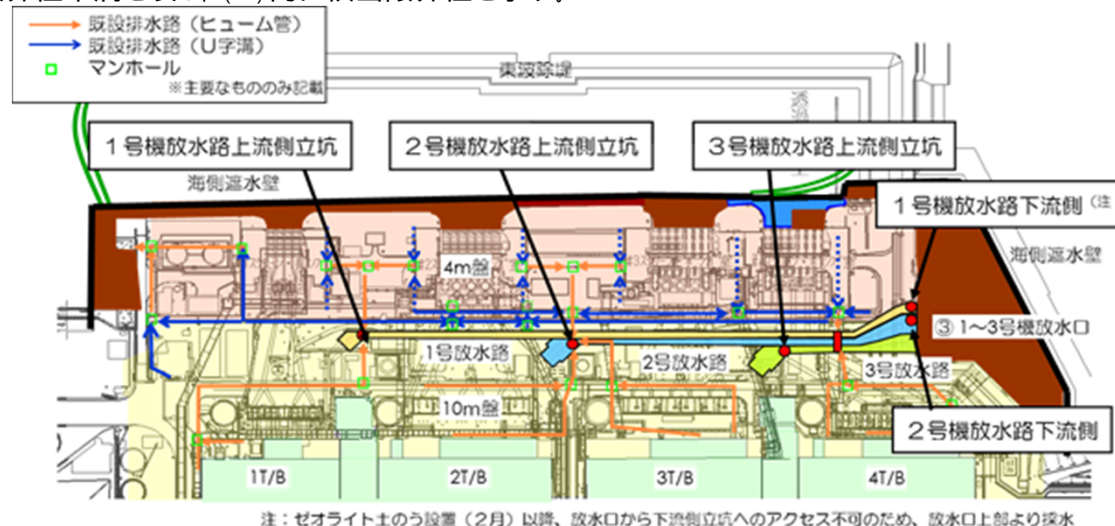 既設排水路（ヒューム管）
既設排水路（U字溝）
マンホール
※主要なもののみ記載
東波除堤
1号機放水路上流側立坑
2号機放水路上流側立坑
3号機放水路上流側立坑
海側遮水壁
1号機放水路下流側（注
4m盤
海側遮水壁
③ 1～3号機放水口
1号放水路
2号放水路
3号放水路
10m盤
2号機放水路下流側
1T/B
2T/B
3T/B
4T/B
注：ゼオライト土のう設置（2月）以降、放水口から下流側立坑へのアクセス不可のため、放水口上部より採水